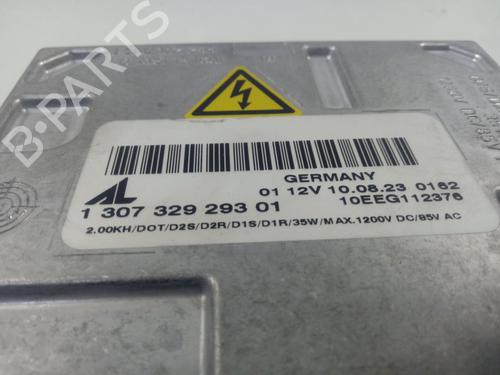 B-PARTS
GERMANY
01 12V 10.08.23 0162
10EEG112376
AL
1 307 329 293 01
2.00KH/DOT/D2S/D2R/D1S/D1R/35W/MAX.1200V DC/85V AC